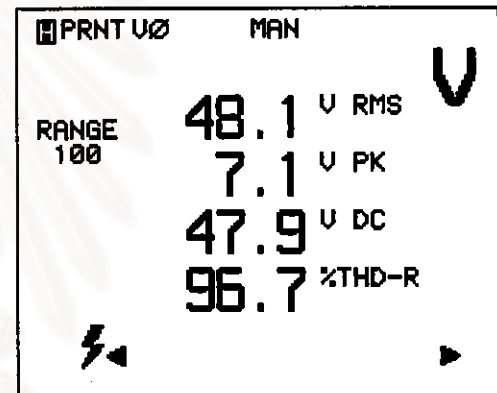 H PRNT VØ MAN
V
48.1 V RMS
RANGE
100
7.1 V PK
47.9 V DC
96.7 %THD-R